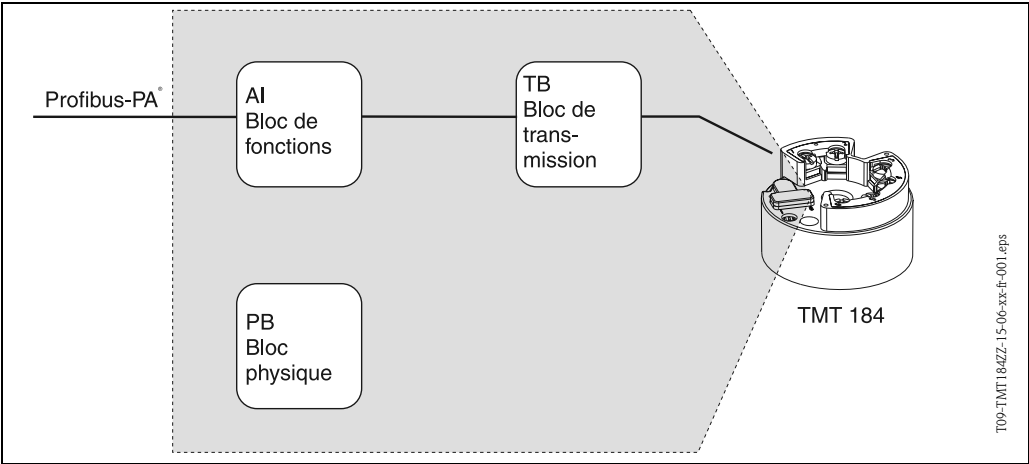 Profibus-PA®
AI
Bloc de
fonctions
TB
Bloc de
trans-
mission
PB
Bloc
physique
TMT 184
T09-TMT184ZZ-15-06-xx-fr-001.eps